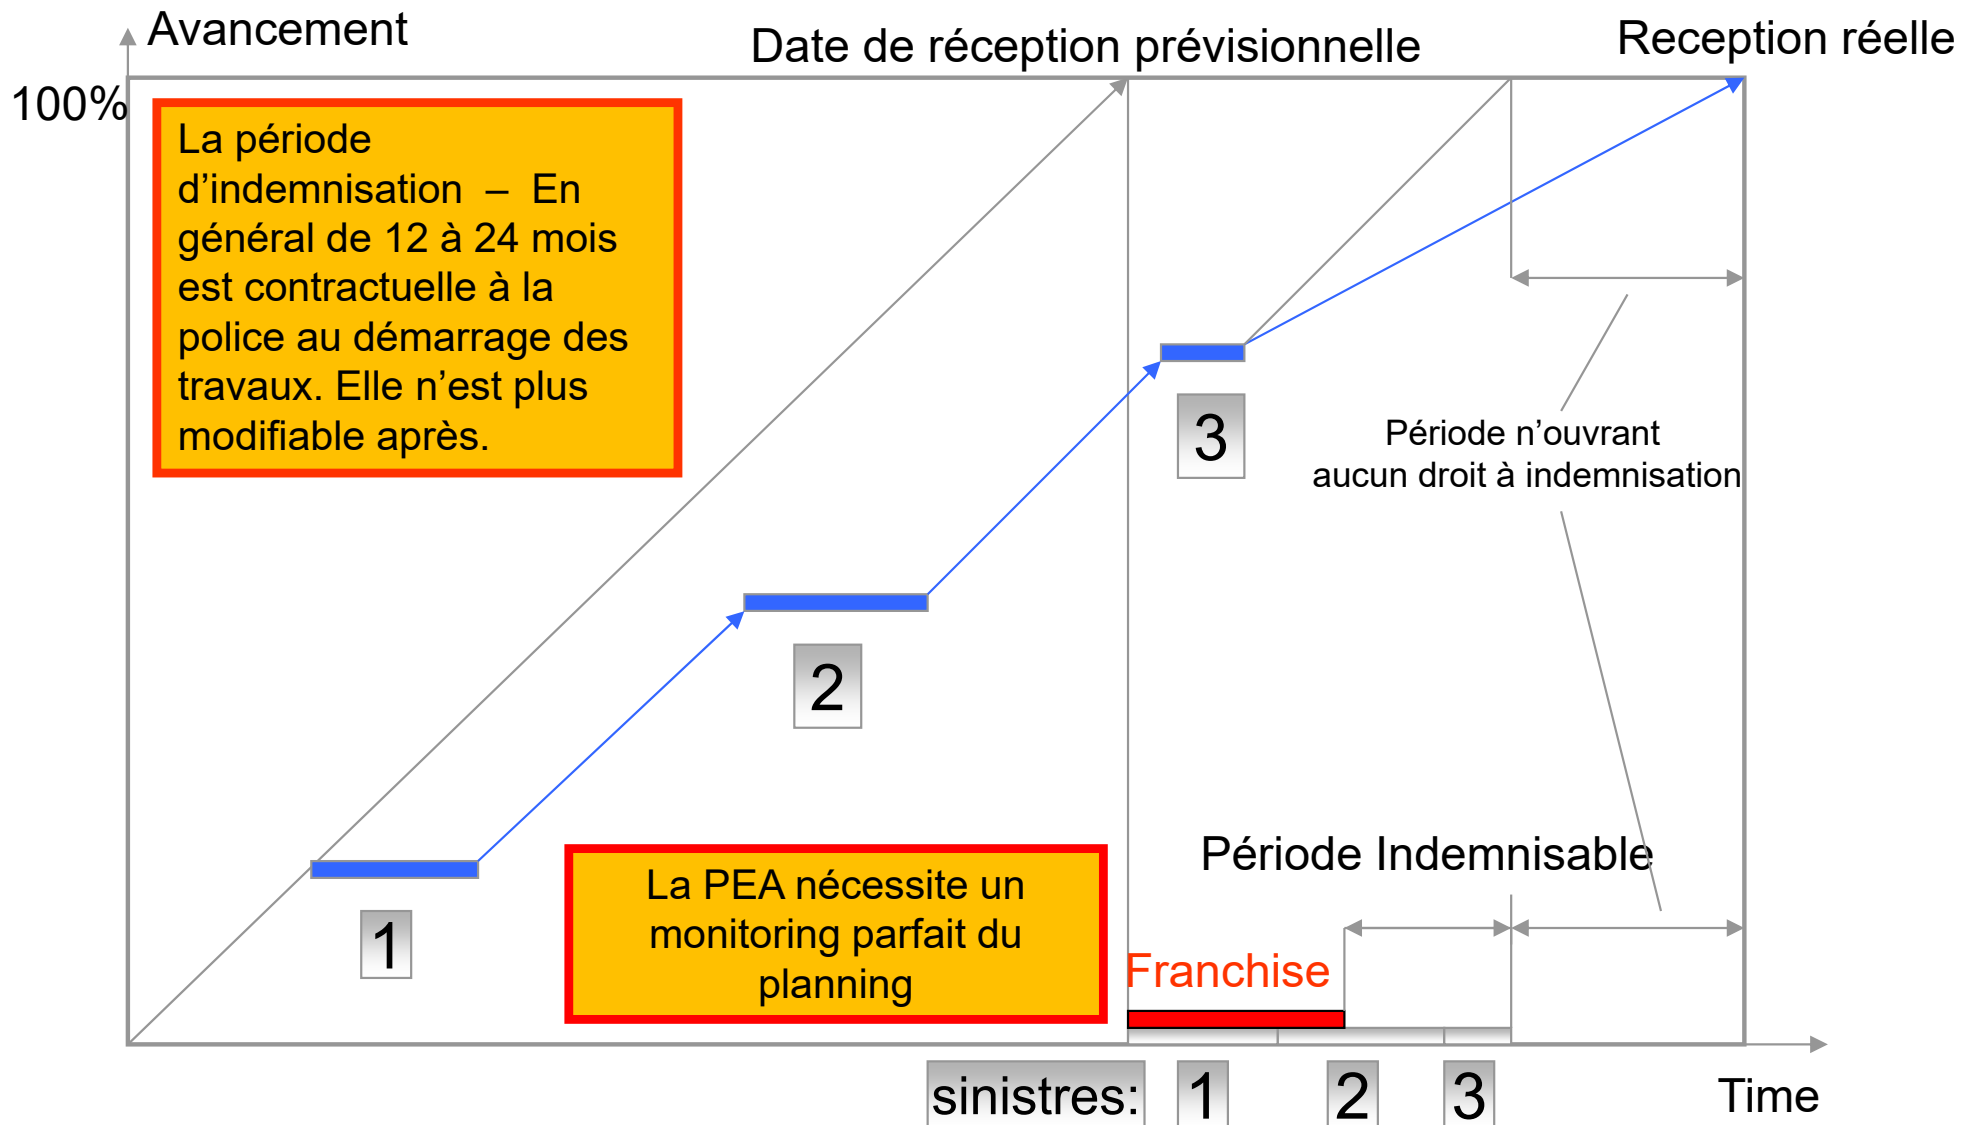 Avancement
Date de réception prévisionnelle
Reception réelle
100%
La période
d’indemnisation – En
général de 12 à 24 mois
est contractuelle à la
police au démarrage des
travaux. Elle n’est plus
modifiable après.
3
Période n’ouvrant
aucun droit à indemnisation
2
1
La PEA nécessite un
monitoring parfait du
planning
Période Indemnisable
Franchise
sinistres: 1 2 3
Time